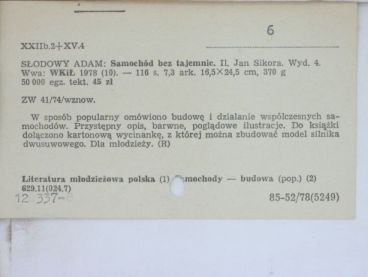 6
XXIIb.2+XV.4
SŁODOWY ADAM: Samochód bez tajemnic. Il. Jan Sikora. Wyd. 4.
Wwa: WKiŁ 1978 (10). — 116 s, 7,3 ark. 16,5×24,5 cm, 370 g
50 000 egz. tekt. 45 zł
ZW 41/74/wznow.
W sposób popularny omówiono budowę i działanie współczesnych sa-
mochodów. Przystępny opis, barwne, poglądowe ilustracje. Do książki
dołączono kartonową wycinankę, z której można zbudować model silnika
dwusuwowego. Dla młodzieży. (R)
Literatura młodzieżowa polska (1) Samochody — budowa (pop.) (2)
629.11(024.7)
85-52/78(5249)